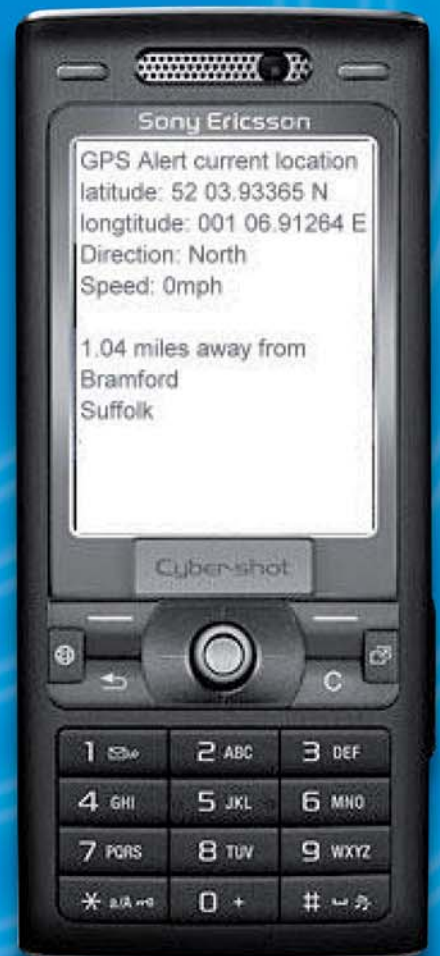 Sony Ericsson
GPS Alert current location
latitude: 52 03.93365 N
longtitude: 001 06.91264 E
Direction: North
Speed: 0mph
1.04 miles away from
Bramford
Suffolk
Cyber-shot
C
1 2 ABC 3 DEF
4 GHI 5 JKL 6 MNO
7 PQRS 8 TUV 9 WXYZ
* a/A 0 + #